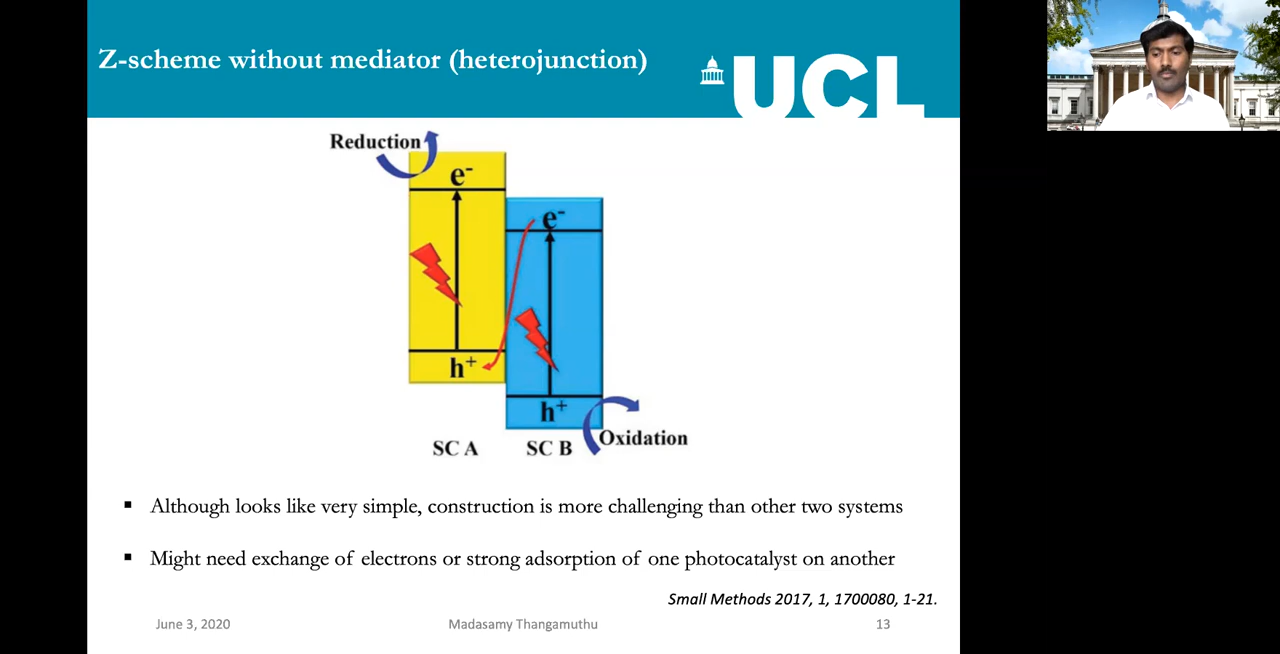 Z-scheme without mediator (heterojunction)
UCL
Reduction
e-
e-
h+
h+
Oxidation
SC A
SC B
▪ Although looks like very simple, construction is more challenging than other two systems
▪ Might need exchange of electrons or strong adsorption of one photocatalyst on another
Small Methods 2017, 1, 1700080, 1-21.
June 3, 2020
Madasamy Thangamuthu
13